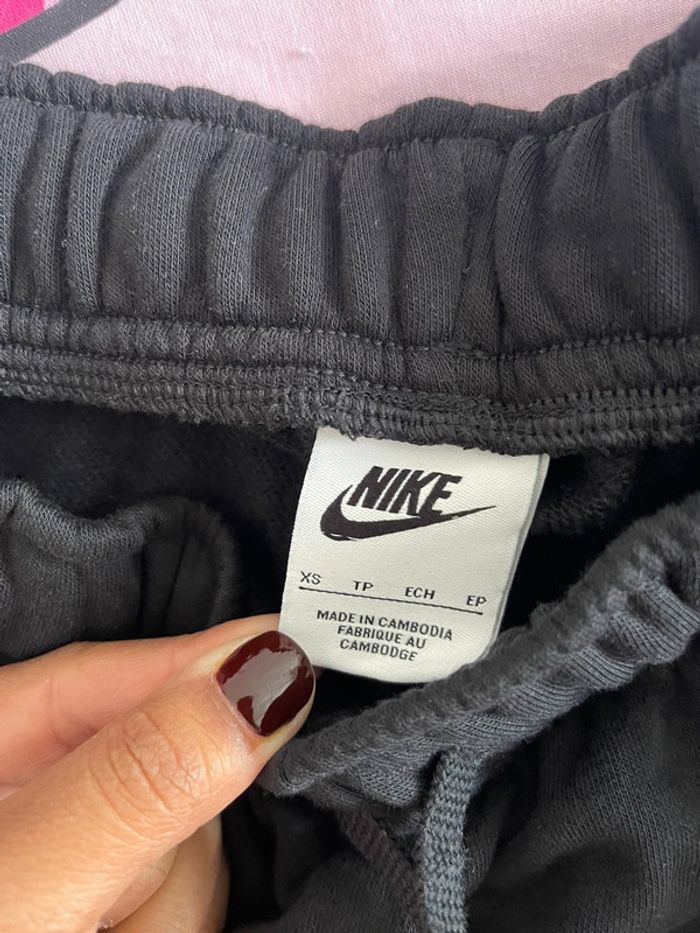 NIKE
XS TP ECH EP
MADE IN CAMBODIA
FABRIQUE AU
CAMBODGE